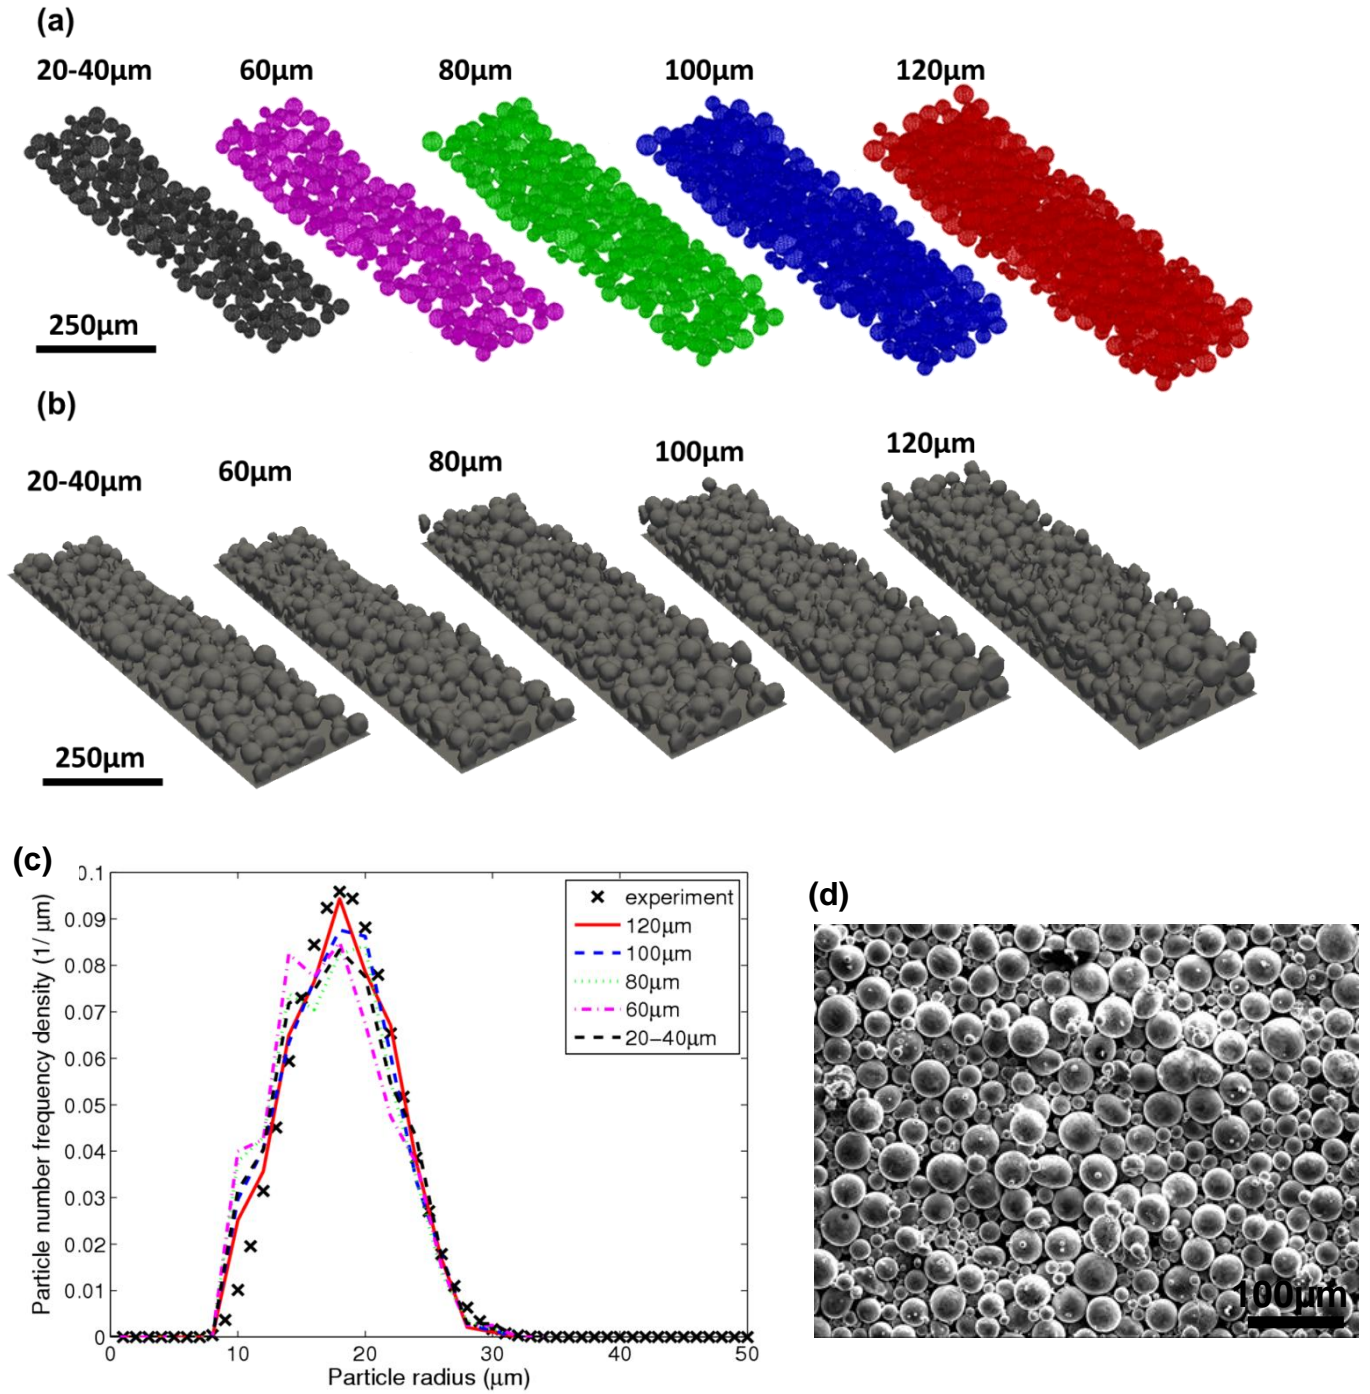 (a)
20-40µm 60µm 80µm 100µm 120µm
250µm
(b)
20-40µm 60µm 80µm 100µm 120µm
250µm
(c)
Particle number frequency density (1/ µm)
0.1
0.09
0.08
0.07
0.06
0.05
0.04
0.03
0.02
0.01
0
0 10 20 30 40 50
Particle radius (µm)
experiment
120µm
100µm
80µm
60µm
20−40µm
(d)
100µm